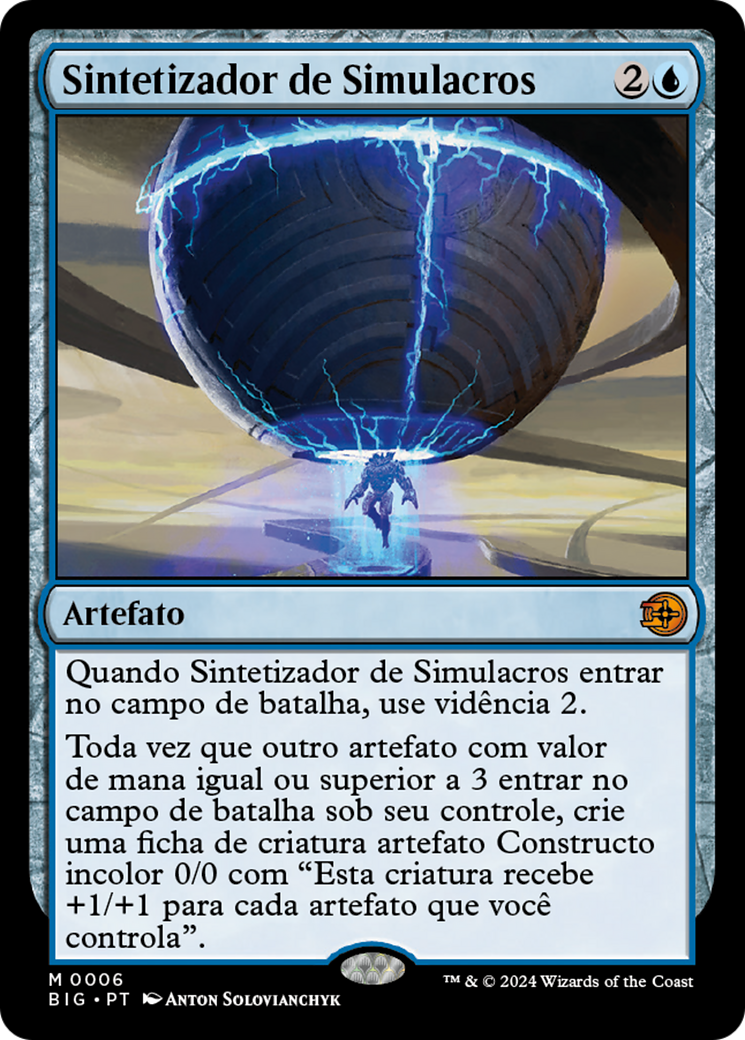 Sintetizador de Simulacros 2
Artefato
Quando Sintetizador de Simulacros entrar
no campo de batalha, use vidência 2.
Toda vez que outro artefato com valor
de mana igual ou superior a 3 entrar no
campo de batalha sob seu controle, crie
uma ficha de criatura artefato Constructo
incolor 0/0 com “Esta criatura recebe
+1/+1 para cada artefato que você
controla”.
M 0006
BIG • PT Anton Solovianchyk
™ & © 2024 Wizards of the Coast